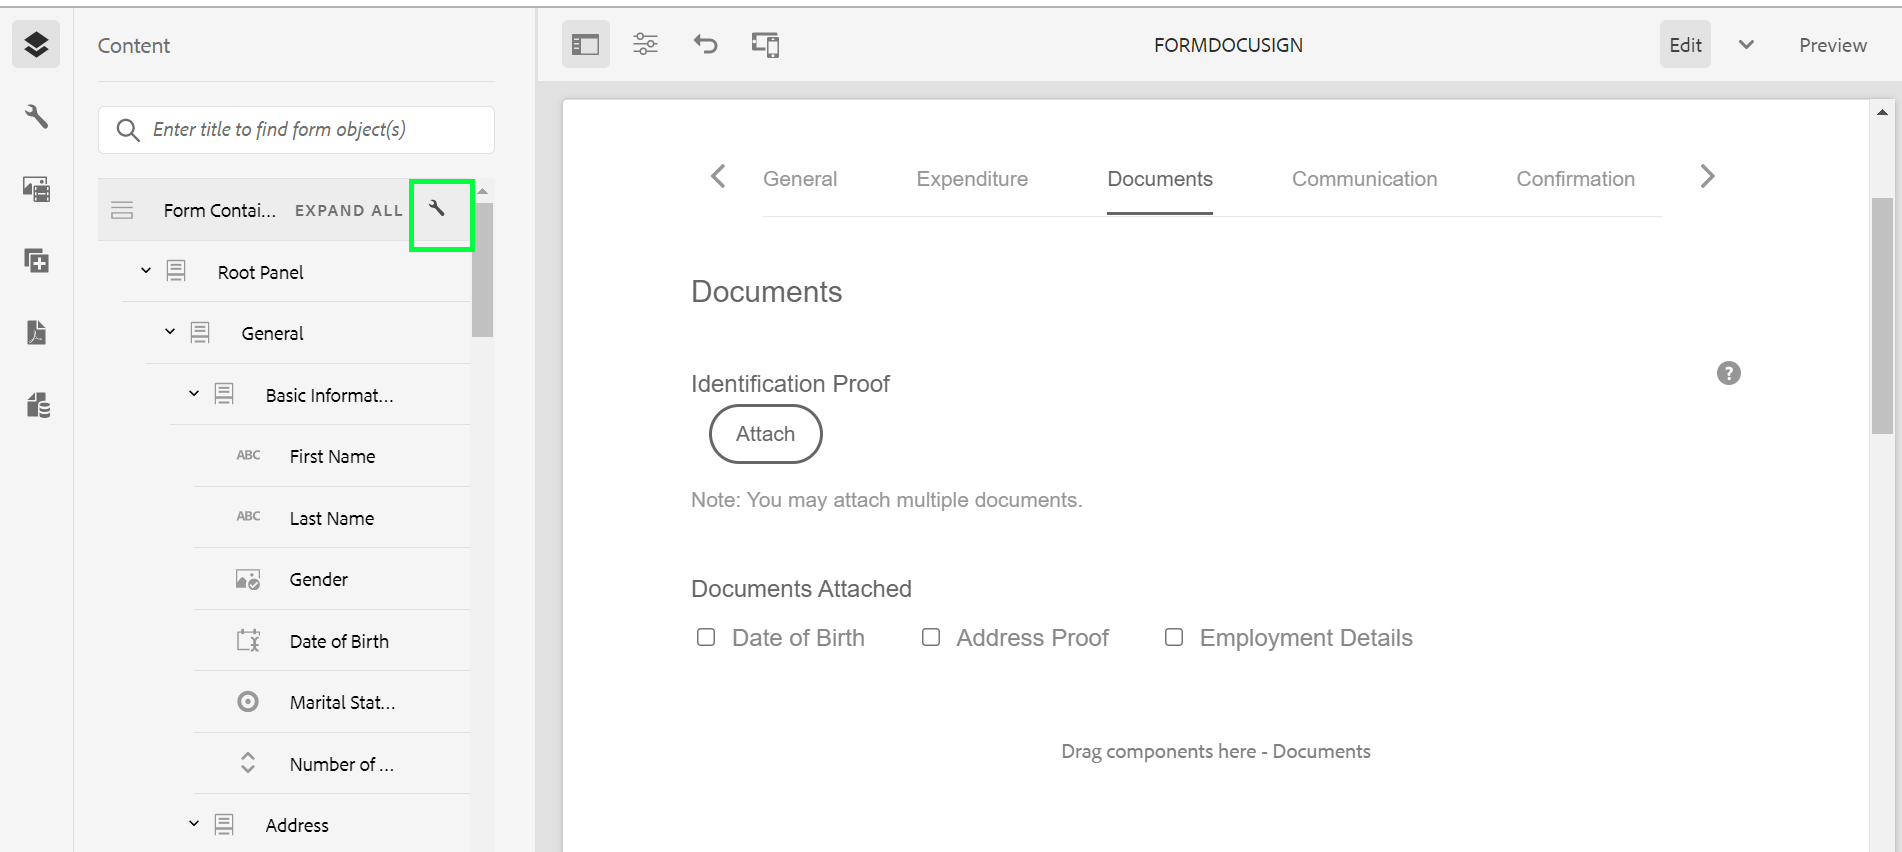 Content
Enter title to find form object(s)
Form Contai... EXPAND ALL
Root Panel
General
Basic Informat...
ABC First Name
ABC Last Name
Gender
Date of Birth
Marital Stat...
Number of ...
Address
FORMDOCUSIGN
Edit Preview
General Expenditure Documents Communication Confirmation
Documents
Identification Proof
?
Attach
Note: You may attach multiple documents.
Documents Attached
Date of Birth Address Proof Employment Details
Drag components here - Documents